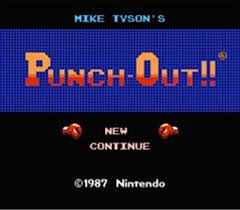 MIKE TYSON'S
PUNCH-OUT!!®
NEW
CONTINUE
©1987 Nintendo